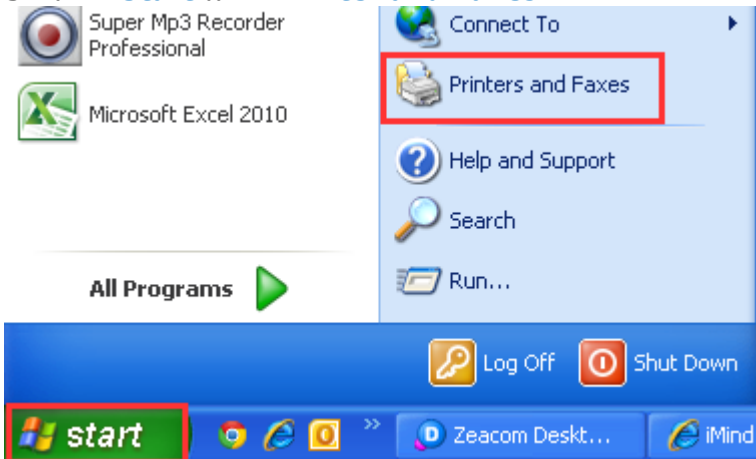 Super Mp3 Recorder
Professional
Microsoft Excel 2010
Connect To
Printers and Faxes
Help and Support
Search
All Programs
Run...
Log Off
Shut Down
start
»
Zeacom Deskt...
iMind